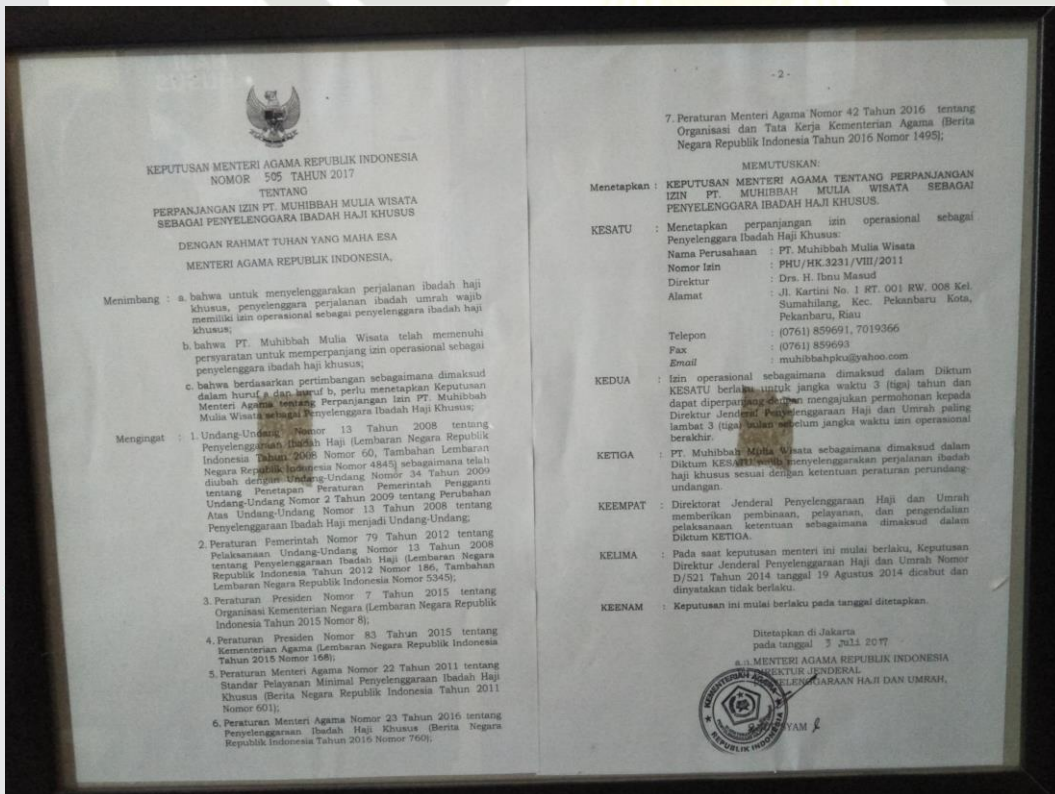 KEPUTUSAN MENTERI AGAMA REPUBLIK INDONESIA
NOMOR 505 TAHUN 2017
TENTANG
PERPANJANGAN IZIN PT. MUHIBBAH MULIA WISATA
SEBAGAI PENYELENGGARA IBADAH HAJI KHUSUS
DENGAN RAHMAT TUHAN YANG MAHA ESA
MENTERI AGAMA REPUBLIK INDONESIA,
Menimbang : a. bahwa untuk menyelenggarakan perjalanan ibadah haji
khusus, penyelenggara perjalanan ibadah umrah wajib
memiliki izin operasional sebagai penyelenggara ibadah haji
khusus;
b. bahwa PT. Muhibbah Mulia Wisata telah memenuhi
persyaratan untuk memperpanjang izin operasional sebagai
penyelenggara ibadah haji khusus;
c. bahwa berdasarkan pertimbangan sebagaimana dimaksud
dalam huruf a dan huruf b, perlu menetapkan Keputusan
Menteri Agama tentang Perpanjangan Izin PT. Muhibbah
Mulia Wisata sebagai Penyelenggara Ibadah Haji Khusus;
Mengingat : 1. Undang-Undang Nomor 13 Tahun 2008 tentang
Penyelenggaraan Ibadah Haji (Lembaran Negara Republik
Indonesia Tahun 2008 Nomor 60, Tambahan Lembaran
Negara Republik Indonesia Nomor 4845) sebagaimana telah
diubah dengan Undang-Undang Nomor 34 Tahun 2009
tentang Penetapan Peraturan Pemerintah Pengganti
Undang-Undang Nomor 2 Tahun 2009 tentang Perubahan
Atas Undang-Undang Nomor 13 Tahun 2008 tentang
Penyelenggaraan Ibadah Haji menjadi Undang-Undang;
2. Peraturan Pemerintah Nomor 79 Tahun 2012 tentang
Pelaksanaan Undang-Undang Nomor 13 Tahun 2008
tentang Penyelenggaraan Ibadah Haji (Lembaran Negara
Republik Indonesia Tahun 2012 Nomor 186, Tambahan
Lembaran Negara Republik Indonesia Nomor 5345);
3. Peraturan Presiden Nomor 7 Tahun 2015 tentang
Organisasi Kementerian Negara (Lembaran Negara Republik
Indonesia Tahun 2015 Nomor 8);
4. Peraturan Presiden Nomor 83 Tahun 2015 tentang
Kementerian Agama (Lembaran Negara Republik Indonesia
Tahun 2015 Nomor 168);
5. Peraturan Menteri Agama Nomor 22 Tahun 2011 tentang
Standar Pelayanan Minimal Penyelenggaraan Ibadah Haji
Khusus (Berita Negara Republik Indonesia Tahun 2011
Nomor 601);
6. Peraturan Menteri Agama Nomor 23 Tahun 2016 tentang
Penyelenggaraan Ibadah Haji Khusus (Berita Negara
Republik Indonesia Tahun 2016 Nomor 760);
- 2 -
7. Peraturan Menteri Agama Nomor 42 Tahun 2016 tentang
Organisasi dan Tata Kerja Kementerian Agama (Berita
Negara Republik Indonesia Tahun 2016 Nomor 1495);
MEMUTUSKAN:
Menetapkan : KEPUTUSAN MENTERI AGAMA TENTANG PERPANJANGAN
IZIN PT. MUHIBBAH MULIA WISATA SEBAGAI
PENYELENGGARA IBADAH HAJI KHUSUS.
KESATU : Menetapkan perpanjangan izin operasional sebagai
Penyelenggara Ibadah Haji Khusus:
Nama Perusahaan : PT. Muhibbah Mulia Wisata
Nomor Izin : PHU/HK.3231/VIII/2011
Direktur : Drs. H. Ibnu Masud
Alamat : Jl. Kartini No. 1 RT. 001 RW. 008 Kel.
Sumahilang, Kec. Pekanbaru Kota,
Pekanbaru, Riau
Telepon : (0761) 859691, 7019366
Fax : (0761) 859693
Email : muhibbahpku@yahoo.com
KEDUA : Izin operasional sebagaimana dimaksud dalam Diktum
KESATU berlaku untuk jangka waktu 3 (tiga) tahun dan
dapat diperpanjang dengan mengajukan permohonan kepada
Direktur Jenderal Penyelenggaraan Haji dan Umrah paling
lambat 3 (tiga) bulan sebelum jangka waktu izin operasional
berakhir.
KETIGA : PT. Muhibbah Mulia Wisata sebagaimana dimaksud dalam
Diktum KESATU wajib menyelenggarakan perjalanan ibadah
haji khusus sesuai dengan ketentuan peraturan perundang-
undangan.
KEEMPAT : Direktorat Jenderal Penyelenggaraan Haji dan Umrah
memberikan pembinaan, pelayanan, dan pengendalian
pelaksanaan ketentuan sebagaimana dimaksud dalam
Diktum KETIGA.
KELIMA : Pada saat keputusan menteri ini mulai berlaku, Keputusan
Direktur Jenderal Penyelenggaraan Haji dan Umrah Nomor
D/521 Tahun 2014 tanggal 19 Agustus 2014 dicabut dan
dinyatakan tidak berlaku.
KEENAM : Keputusan ini mulai berlaku pada tanggal ditetapkan.
Ditetapkan di Jakarta
pada tanggal 3 Juli 2017
a.n. MENTERI AGAMA REPUBLIK INDONESIA
DIREKTUR JENDERAL
PENYELENGGARAAN HAJI DAN UMRAH,
KEMENTERIAN AGAMA
REPUBLIK INDONESIA